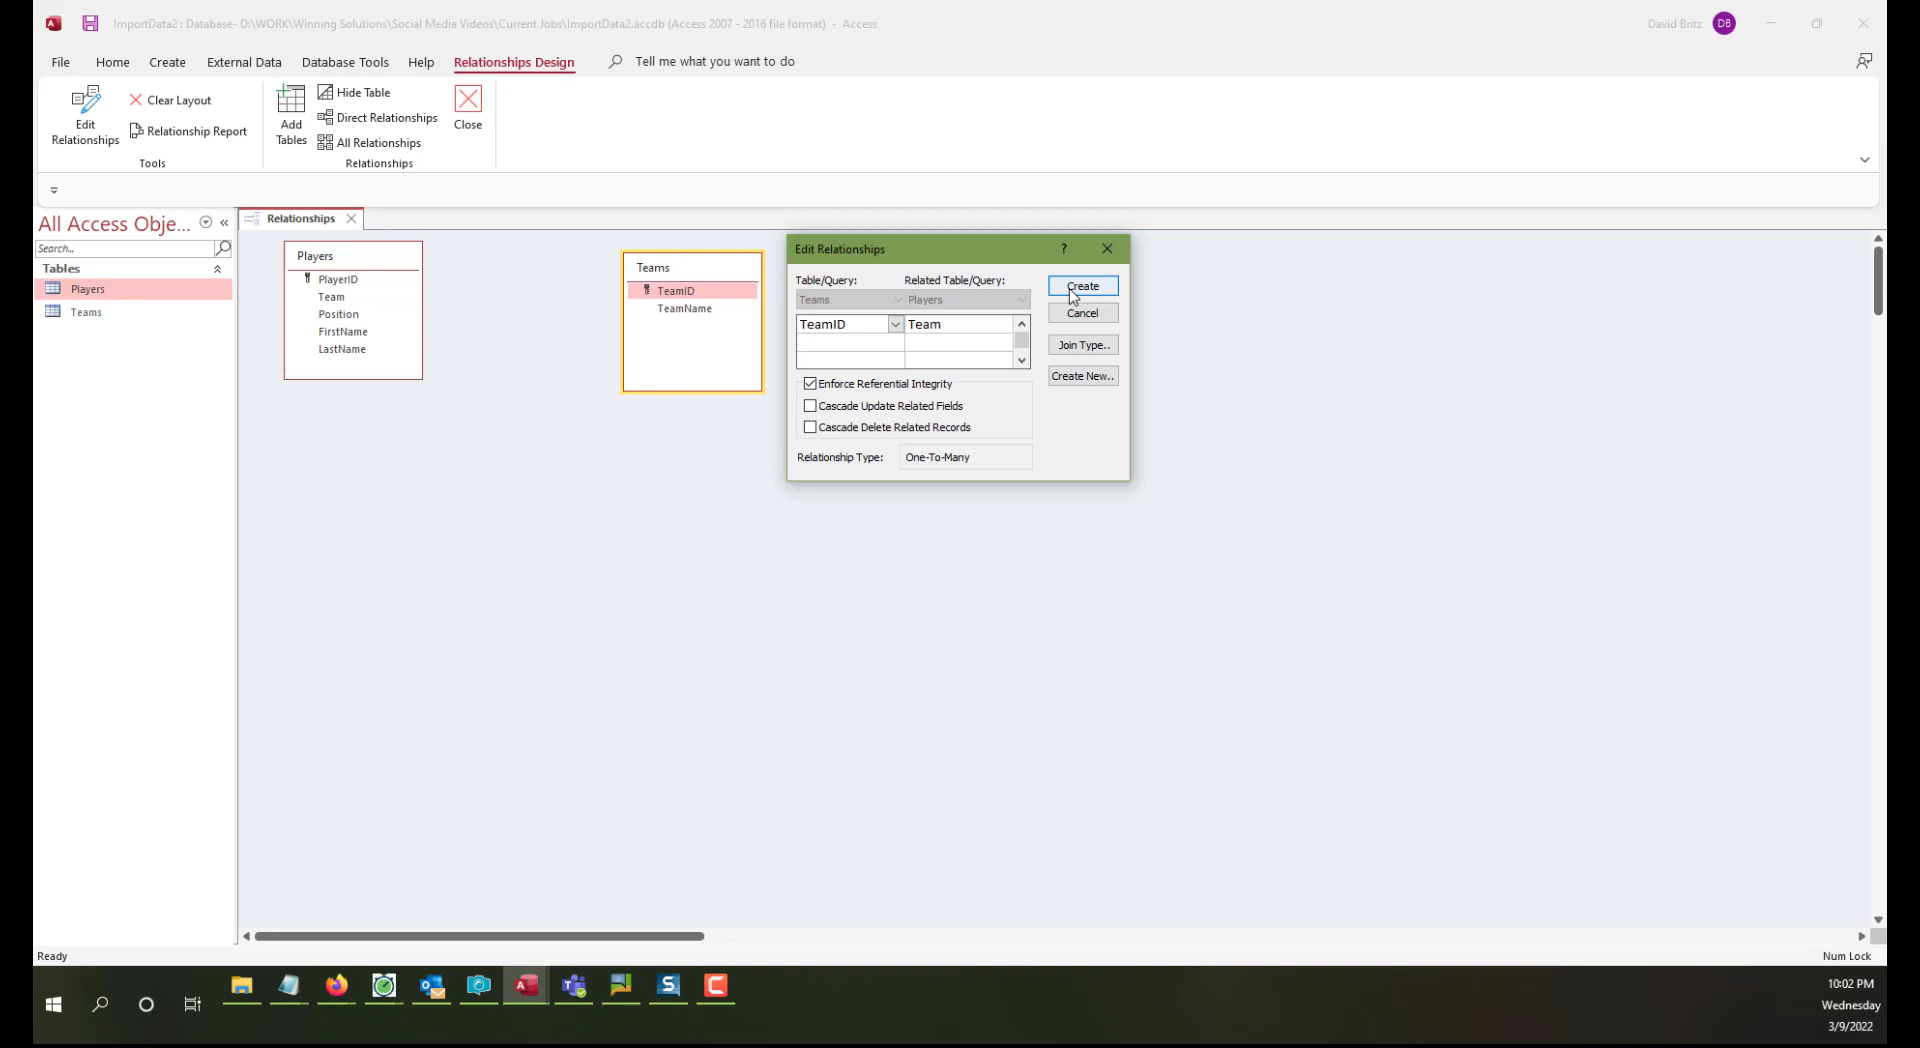 ImportData2 : Database- D:\WORK\Winning Solutions\Social Media Videos\Current Jobs\ImportData2.accdb (Access 2007 - 2016 file format) - Access
David Britz DB
File Home Create External Data Database Tools Help Relationships Design Tell me what you want to do
Edit Relationships
Clear Layout
Relationship Report
Tools
Add Tables
Hide Table
Direct Relationships
All Relationships
Relationships
Close
All Access Obje...
Search...
Tables
Players
Teams
Relationships
Players
PlayerID
Team
Position
FirstName
LastName
Teams
TeamID
TeamName
Edit Relationships ?
Table/Query: Related Table/Query:
Teams Players
TeamID Team
Create
Cancel
Join Type..
Create New..
Enforce Referential Integrity
Cascade Update Related Fields
Cascade Delete Related Records
Relationship Type: One-To-Many
Ready
Num Lock
10:02 PM
Wednesday
3/9/2022